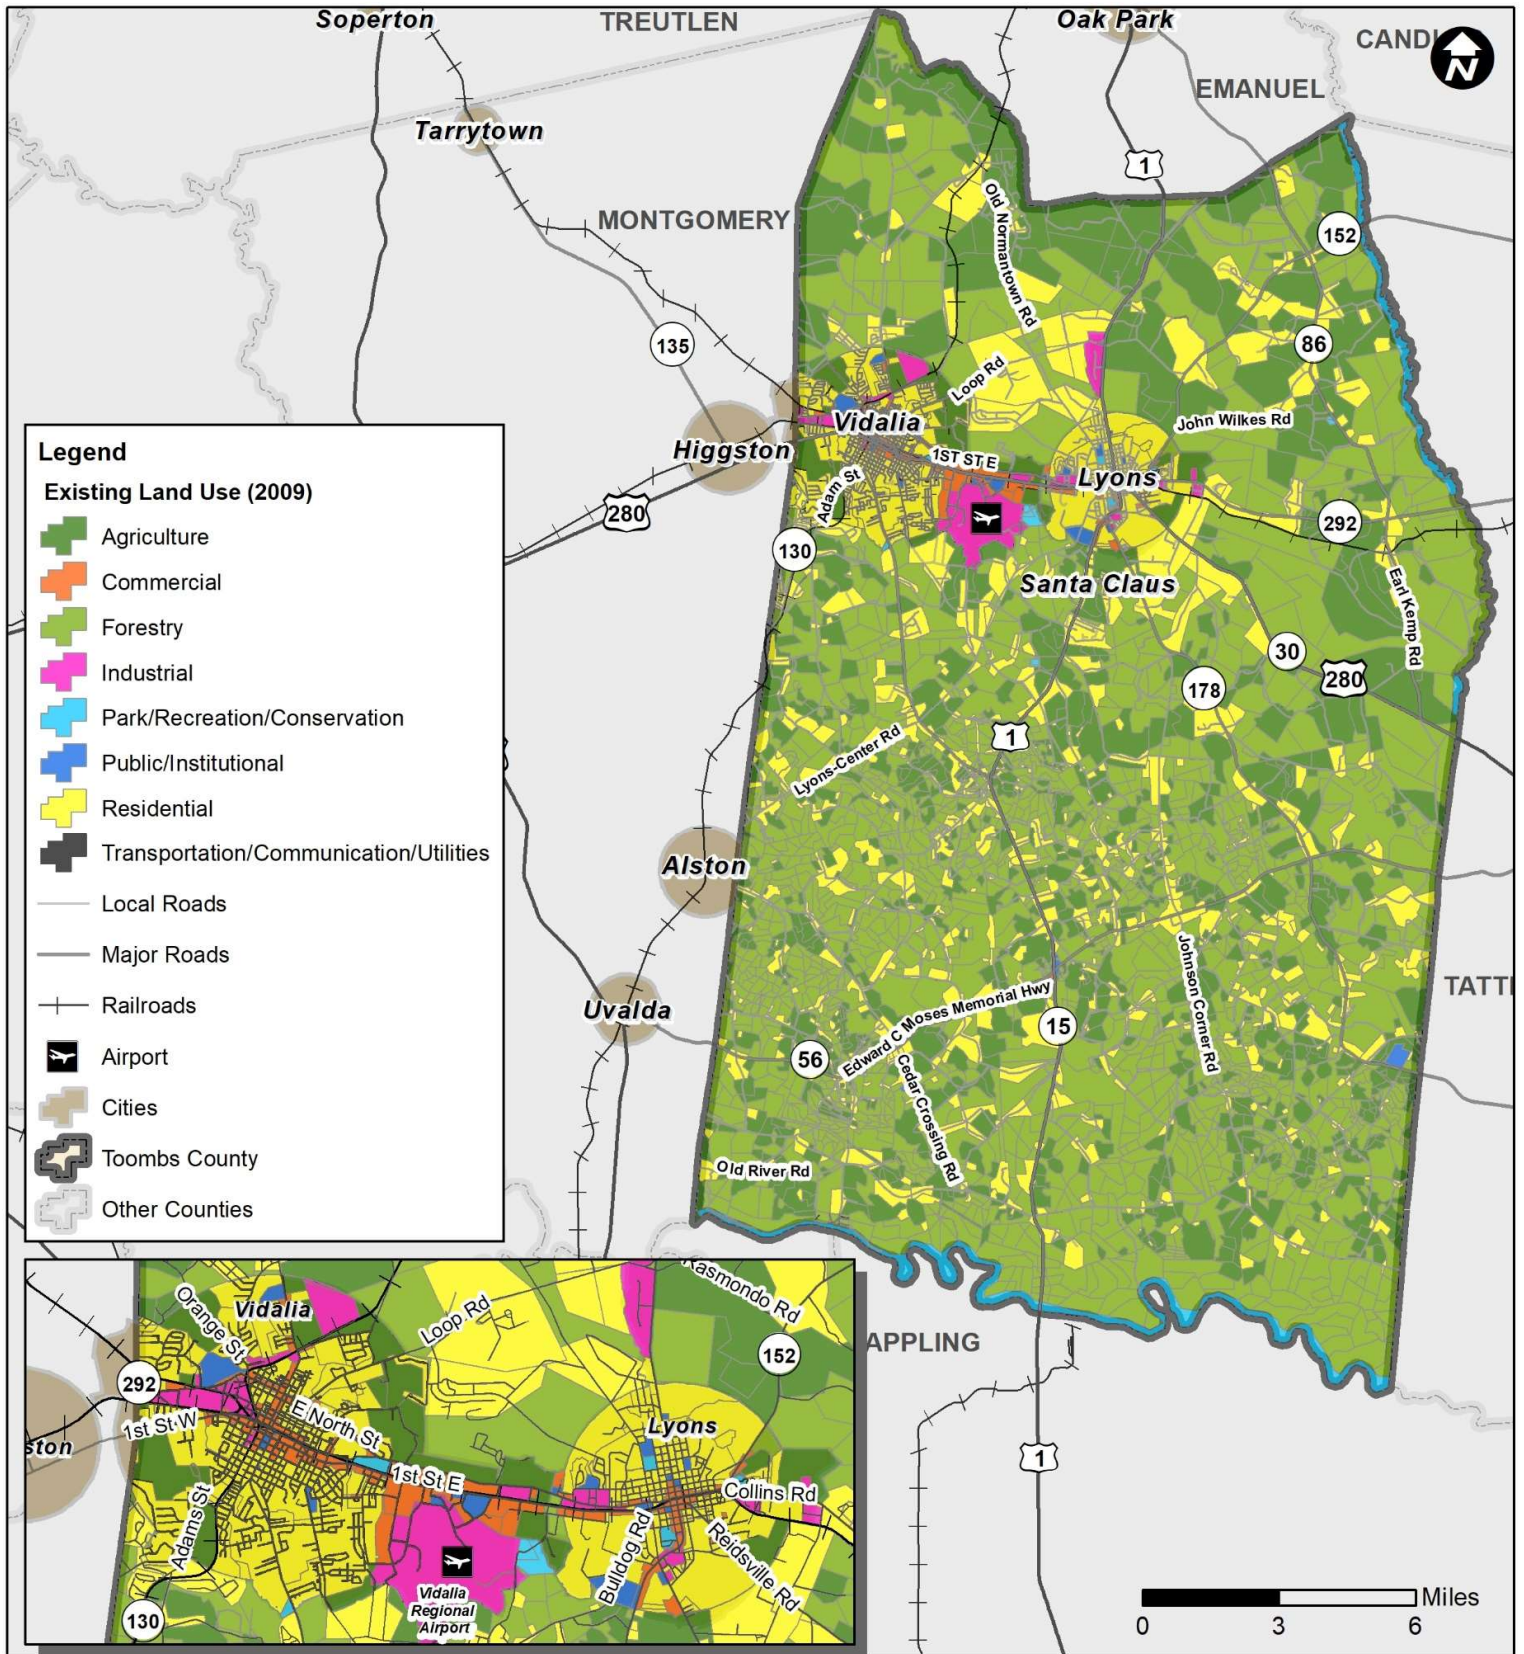 Soperton
TREUTLEN
Oak Park
CANDL
N
EMANUEL
Tarrytown
1
MONTGOMERY
Old Normantown Rd
152
135
86
Loop Rd
John Wilkes Rd
Vidalia
Higgston
1ST ST E
Lyons
Adam St
280
292
130
Santa Claus
Earl Kemp Rd
30
280
178
1
Lyons-Center Rd
Alston
Johnson Corner Rd
TATTI
Edward C Moses Memorial Hwy
Uvalda
15
56
Cedar Crossing Rd
Old River Rd
APPLING
1
Legend
Existing Land Use (2009)
Agriculture
Commercial
Forestry
Industrial
Park/Recreation/Conservation
Public/Institutional
Residential
Transportation/Communication/Utilities
Local Roads
Major Roads
Railroads
Airport
Cities
Toombs County
Other Counties
Rasmondo Rd
Orange St
Vidalia
Loop Rd
152
292
1st St W
E North St
Lyons
ston
1st St E
Collins Rd
Adams St
Bulldog Rd
Reidsville Rd
Vidalia
Regional
Airport
130
Miles
0 3 6